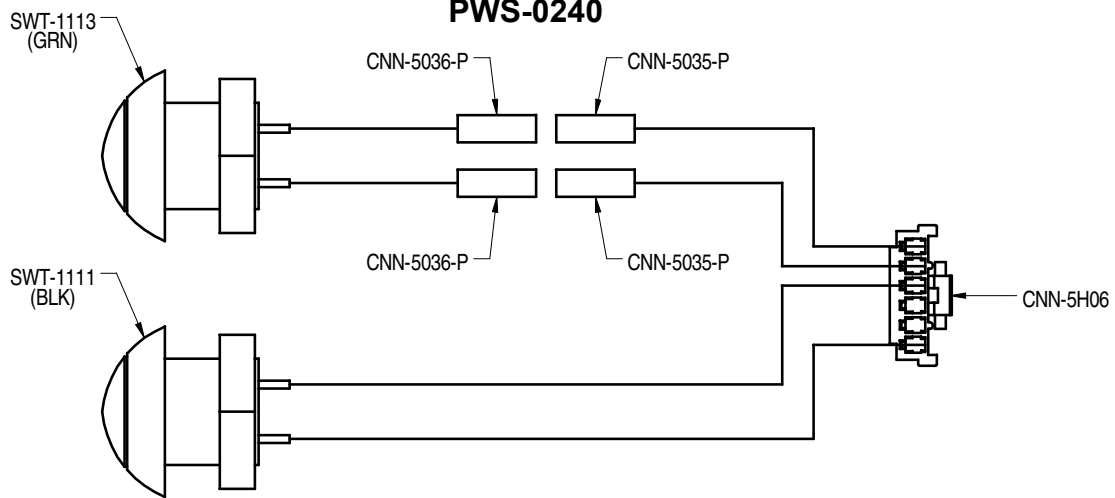 PWS-0240
SWT-1113
(GRN)
CNN-5036-P
CNN-5035-P
CNN-5036-P
CNN-5035-P
SWT-1111
(BLK)
CNN-5H06